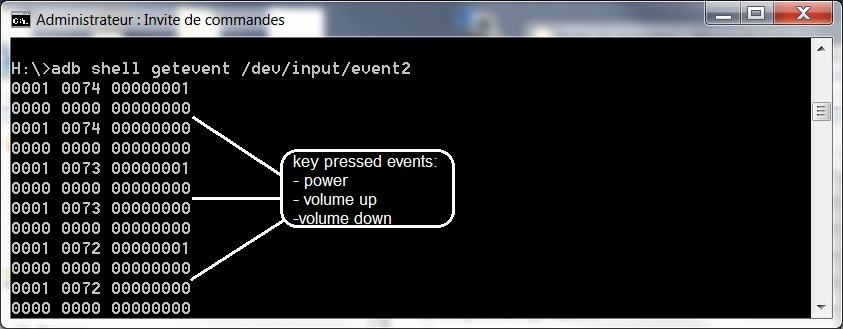 Administrateur : Invite de commandes
H:\>adb shell getevent /dev/input/event2
0001 0074 00000001
0000 0000 00000000
0001 0074 00000000
0000 0000 00000000
0001 0073 00000001
0000 0000 00000000
0001 0073 00000000
0000 0000 00000000
0001 0072 00000001
0000 0000 00000000
0001 0072 00000000
0000 0000 00000000
key pressed events:
- power
- volume up
-volume down